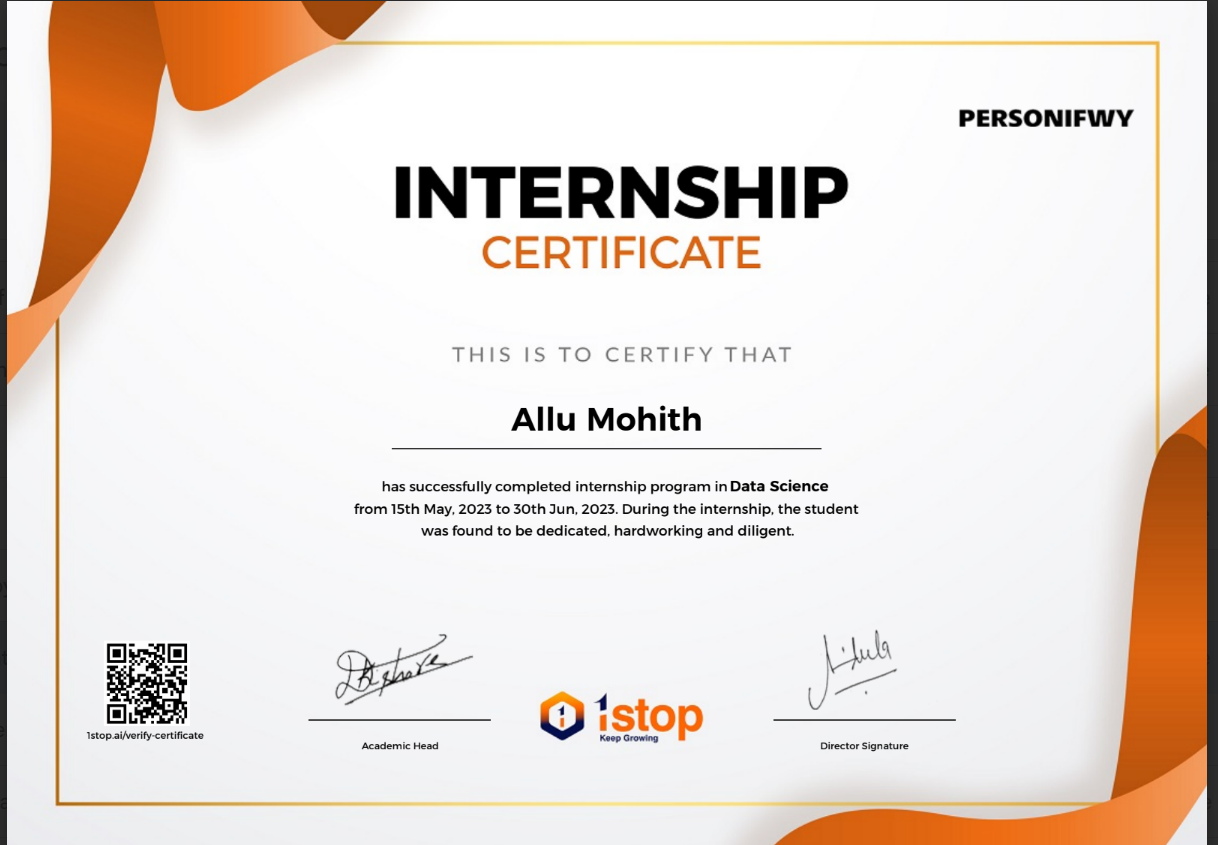 PERSONIFWY
INTERNSHIP
CERTIFICATE
THIS IS TO CERTIFY THAT
Allu Mohith
has successfully completed internship program in Data Science
from 15th May, 2023 to 30th Jun, 2023. During the internship, the student
was found to be dedicated, hardworking and diligent.
1stop.ai/verify-certificate
Academic Head
1stop
Keep Growing
Director Signature